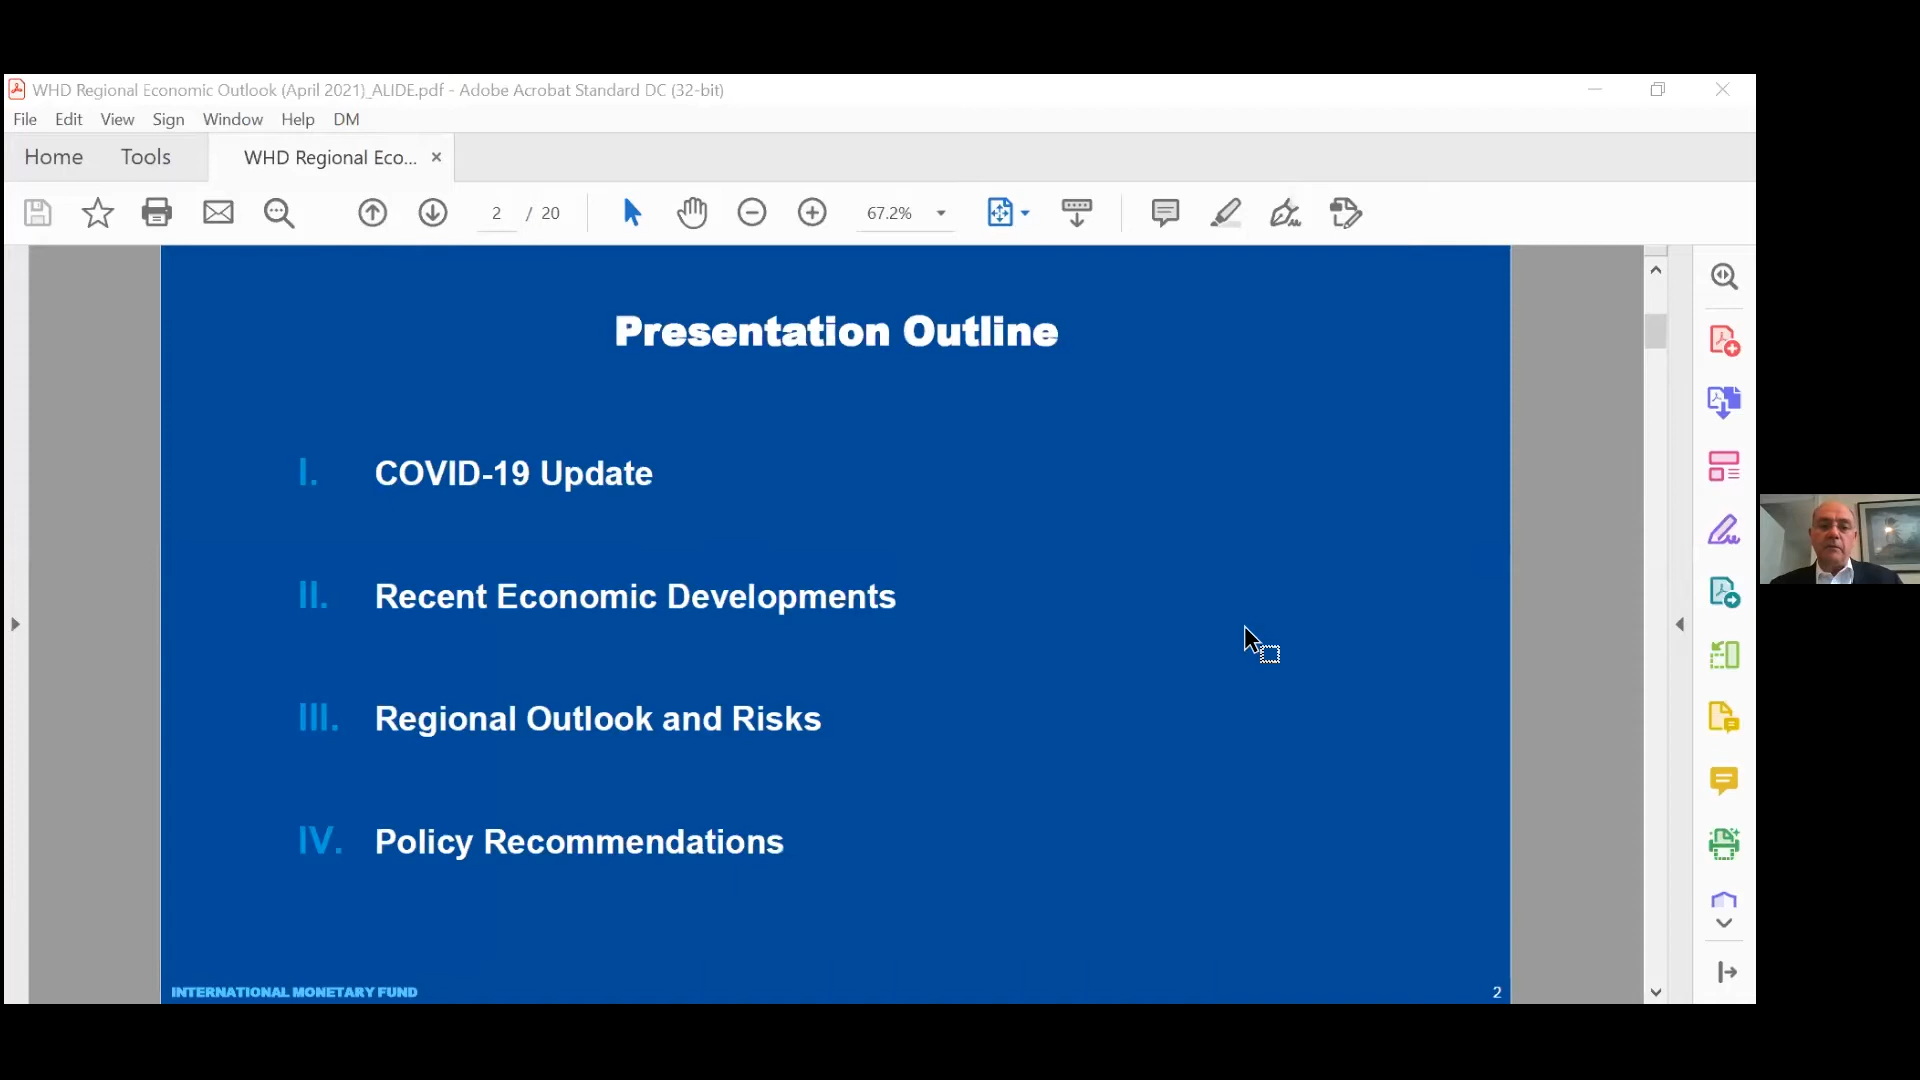 WHD Regional Economic Outlook (April 2021)_ALIDE.pdf - Adobe Acrobat Standard DC (32-bit)
File Edit View Sign Window Help DM
Home Tools WHD Regional Eco... ×
2 / 20 67.2%
Presentation Outline
I. COVID-19 Update
II. Recent Economic Developments
III. Regional Outlook and Risks
IV. Policy Recommendations
INTERNATIONAL MONETARY FUND 2